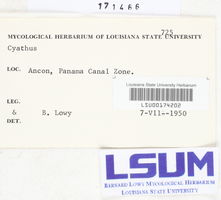 171466
725
MYCOLOGICAL HERBARIUM OF LOUISIANA STATE UNIVERSITY
Cyathus
LOC. Ancon, Panama Canal Zone.
Louisiana State University Herbarium
LSU00174202
LEG.
& B. Lowy 7-VII--1950
DET.
LSUM
BERNARD LOWY MYCOLOGICAL HERBARIUM
LOUISIANA STATE UNIVERSITY